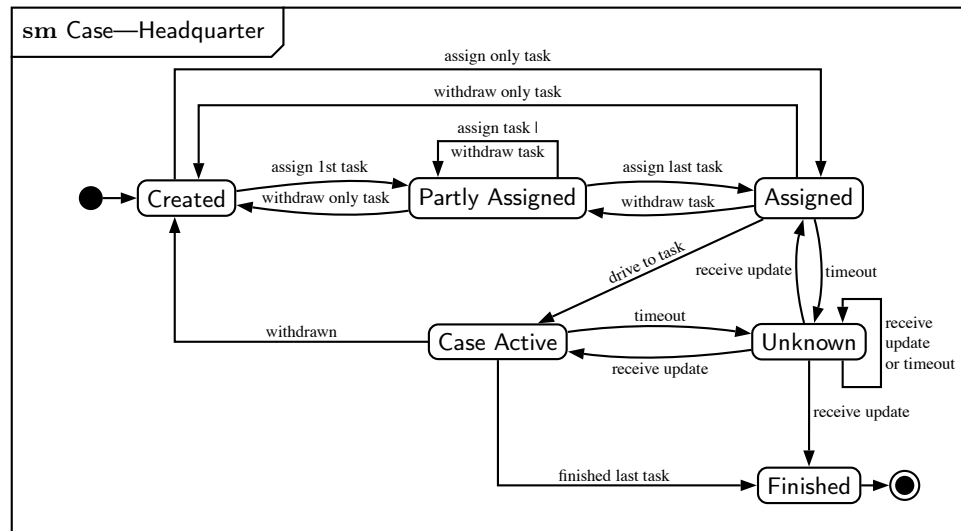 sm Case—Headquarter
assign only task
withdraw only task
assign task |
withdraw task
assign 1st task
assign last task
Created
Partly Assigned
Assigned
withdraw only task
withdraw task
drive to task
receive update
timeout
withdrawn
Case Active
timeout
Unknown
receive
update
or timeout
receive update
receive update
finished last task
Finished